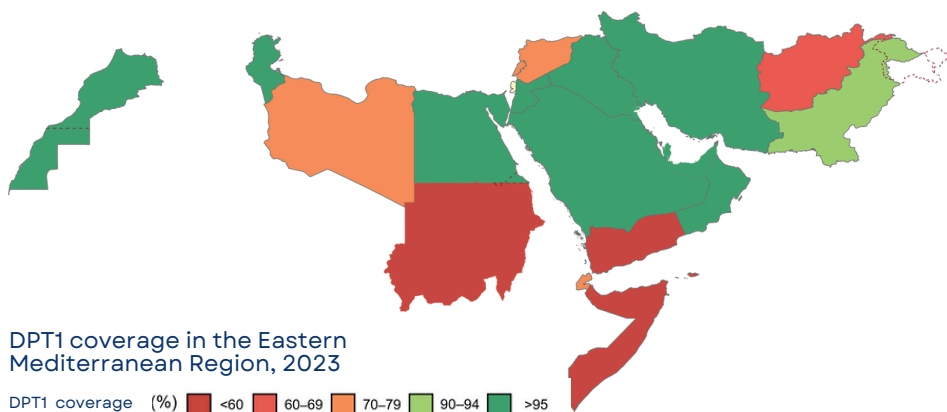 DPT1 coverage in the Eastern
Mediterranean Region, 2023
DPT1 coverage (%) <60 60–69 70–79 90–94 >95